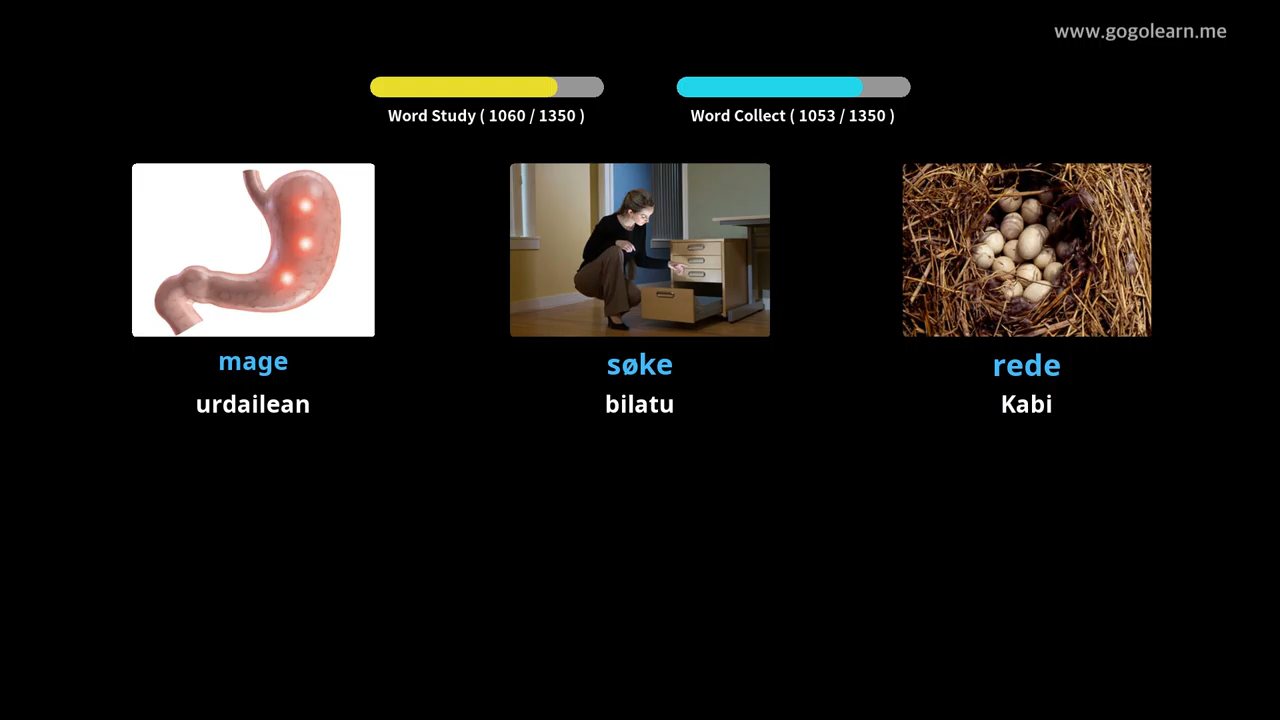 www.gogolearn.me
Word Study ( 1060 / 1350 )
Word Collect ( 1053 / 1350 )
mage
søke
rede
urdailean
bilatu
Kabi